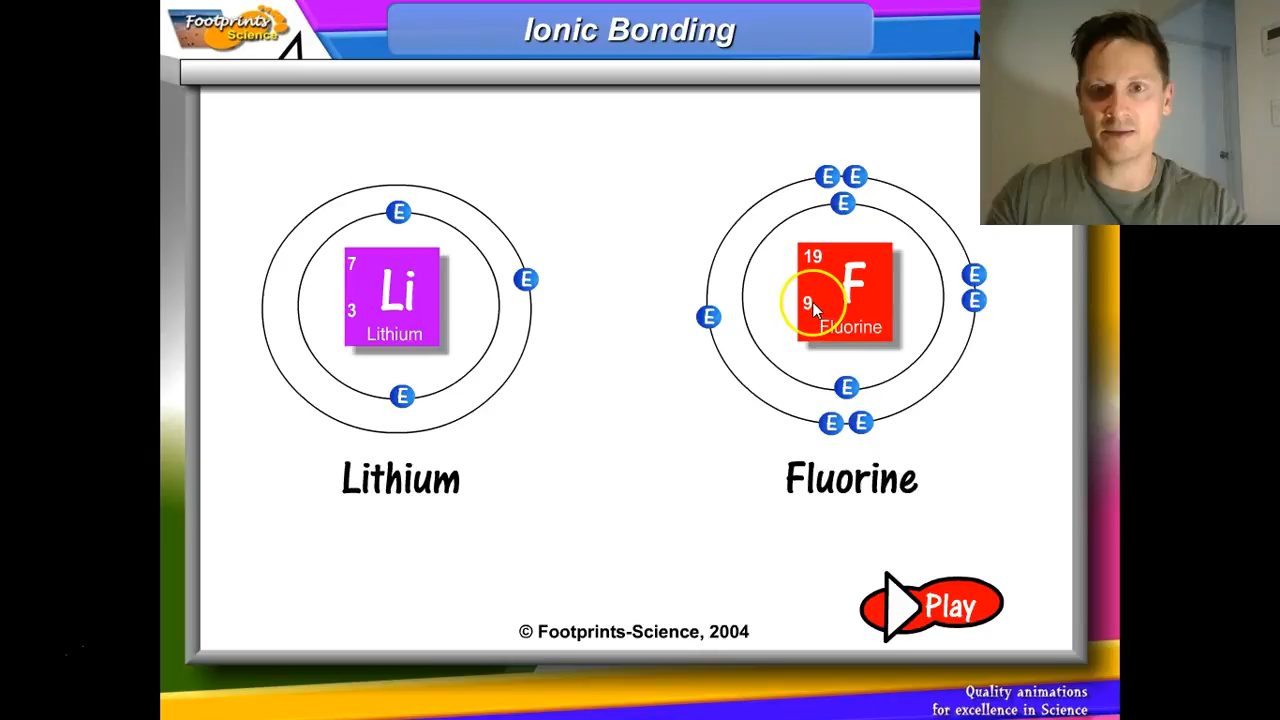 Footprints
Science
Ionic Bonding
E
E
E
7
Li
3
Lithium
Lithium
E
E
E
19
F
9
Fluorine
E
E
E
E
E
E
Fluorine
Play
© Footprints-Science, 2004
Quality animations
for excellence in Science